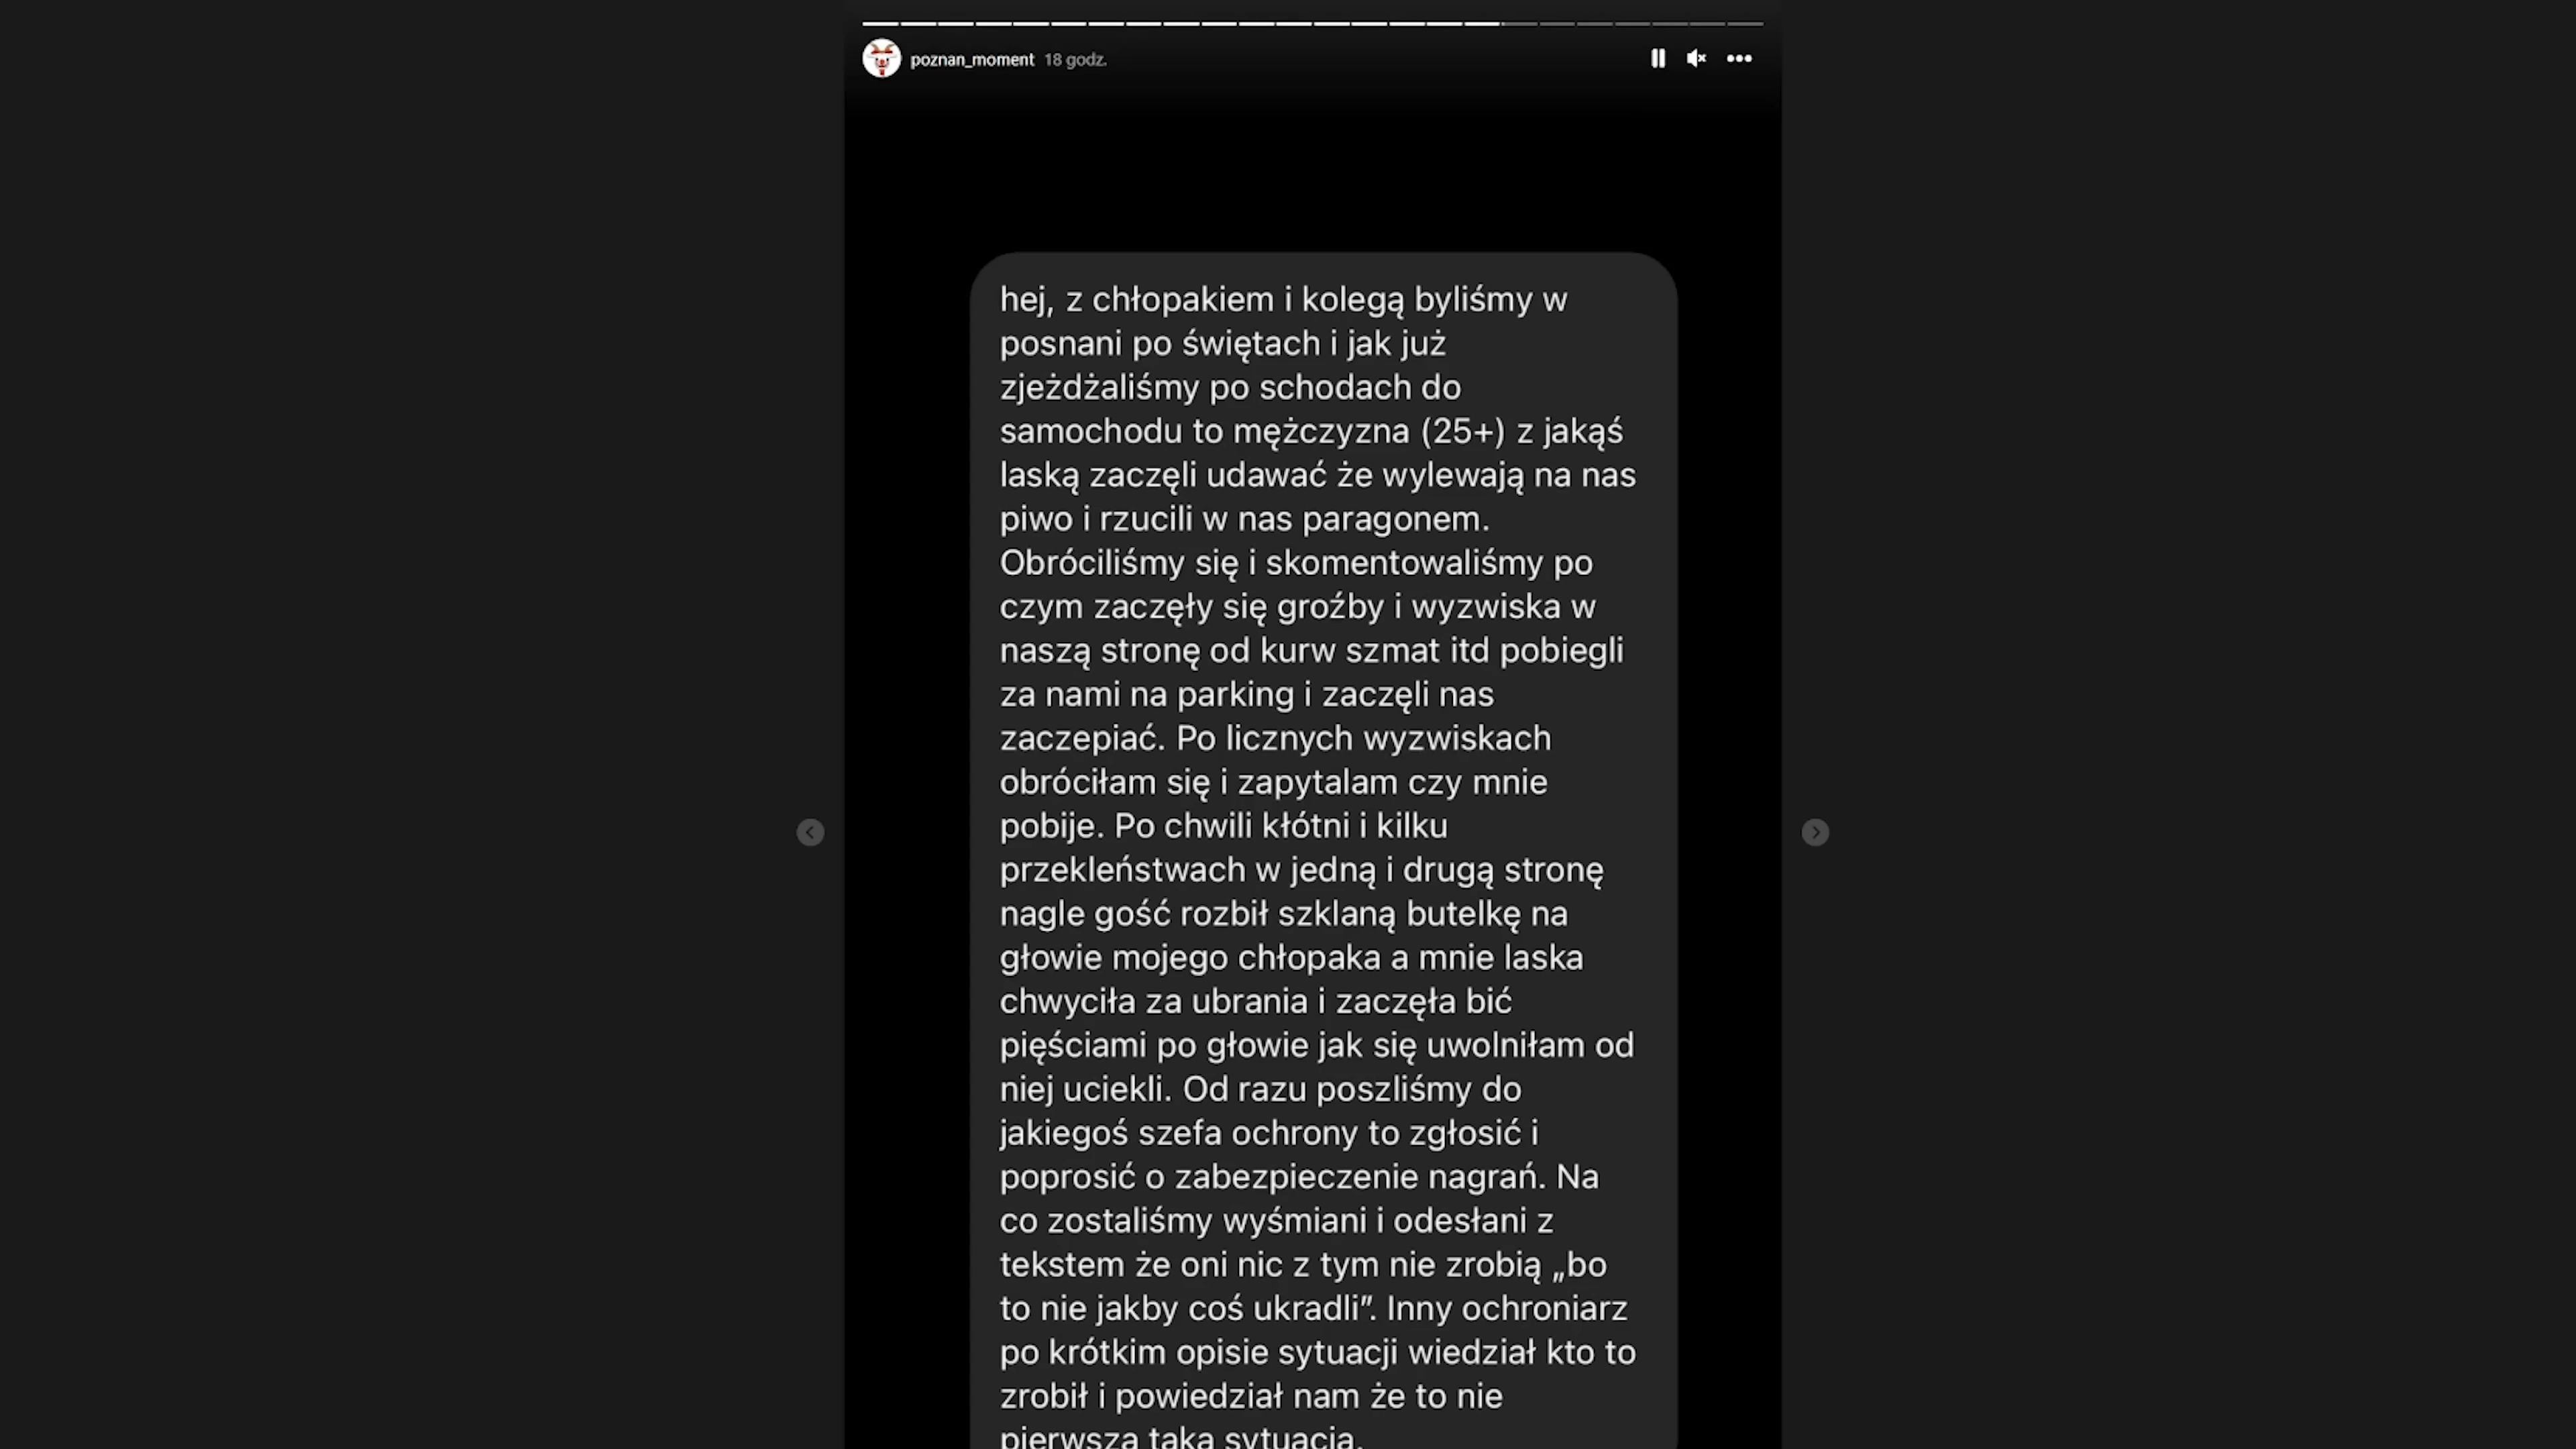 poznan_moment 18 godz.
hej, z chłopakiem i kolegą byliśmy w
posnani po świętach i jak już
zjeżdżaliśmy po schodach do
samochodu to mężczyzna (25+) z jakąś
laską zaczęli udawać że wylewają na nas
piwo i rzucili w nas paragonem.
Obróciliśmy się i skomentowaliśmy po
czym zaczęły się groźby i wyzwiska w
naszą stronę od kurw szmat itd pobiegli
za nami na parking i zaczęli nas
zaczepiać. Po licznych wyzwiskach
obróciłam się i zapytalam czy mnie
pobije. Po chwili kłótni i kilku
przekleństwach w jedną i drugą stronę
nagle gość rozbił szklaną butelkę na
głowie mojego chłopaka a mnie laska
chwyciła za ubrania i zaczęła bić
pięściami po głowie jak się uwolniłam od
niej uciekli. Od razu poszliśmy do
jakiegoś szefa ochrony to zgłosić i
poprosić o zabezpieczenie nagrań. Na
co zostaliśmy wyśmiani i odesłani z
tekstem że oni nic z tym nie zrobią „bo
to nie jakby coś ukradli”. Inny ochroniarz
po krótkim opisie sytuacji wiedział kto to
zrobił i powiedział nam że to nie
pierwsza taka sytuacja.